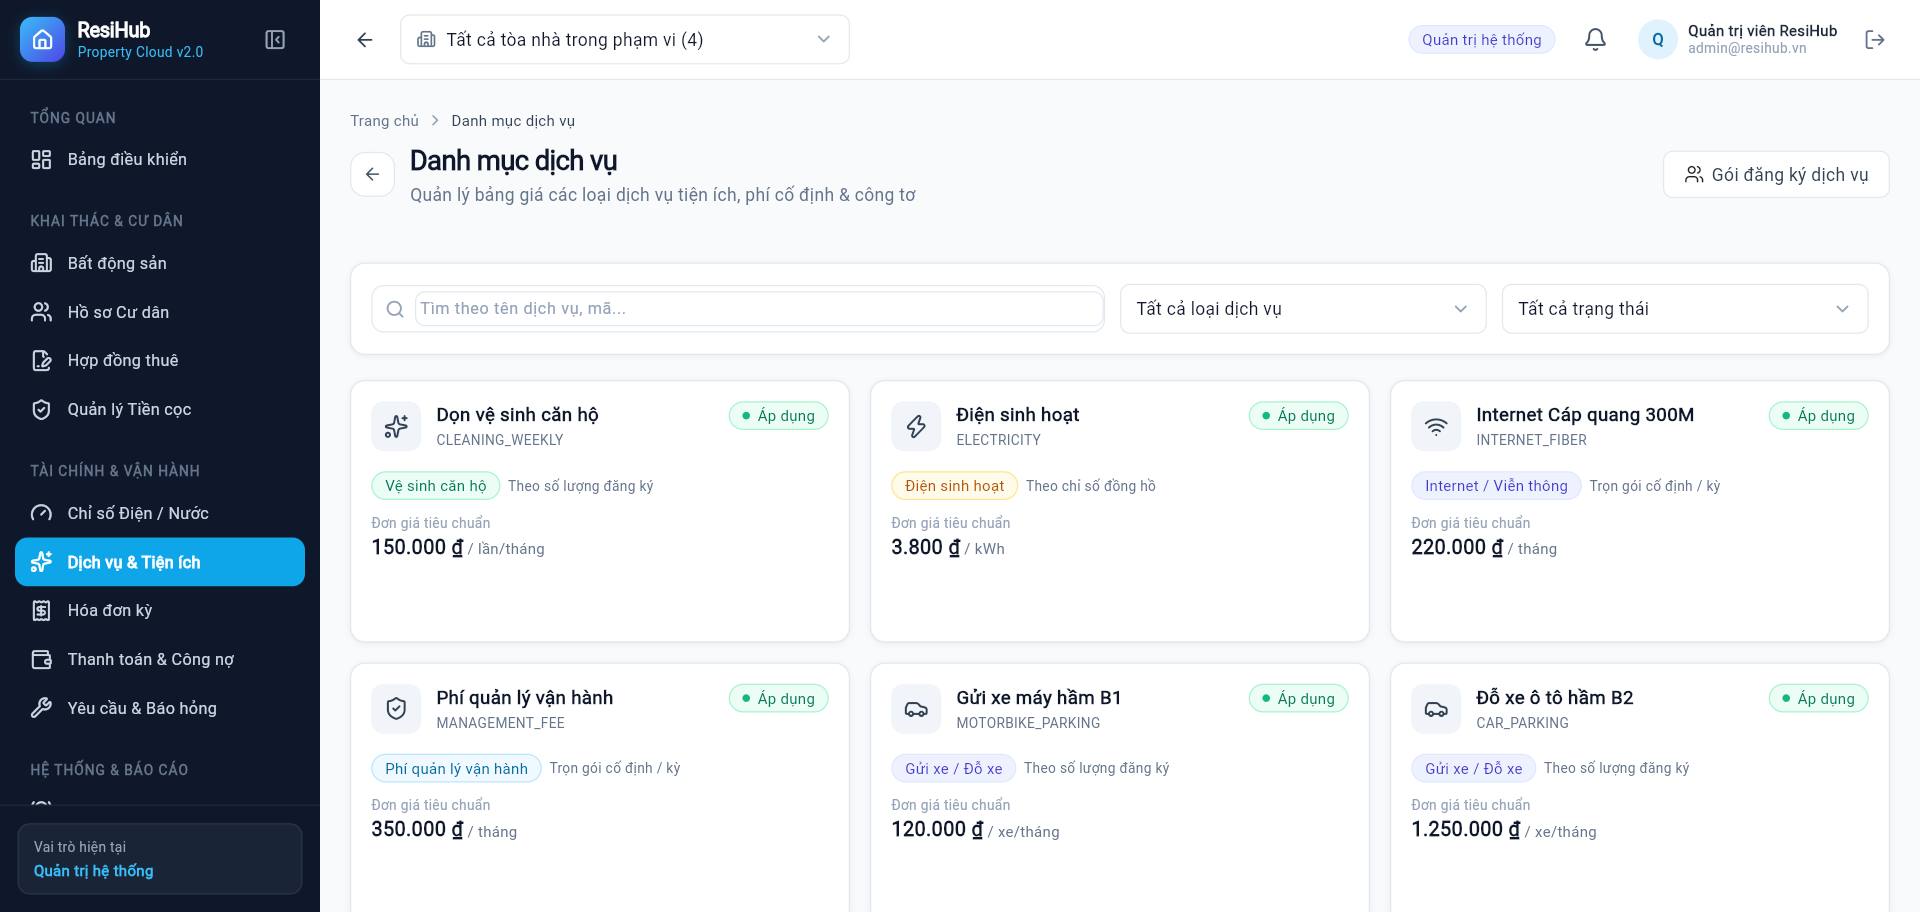 ResiHub
Property Cloud v2.0
TỔNG QUAN
Bảng điều khiển
KHAI THÁC & CƯ DÂN
Bất động sản
Hồ sơ Cư dân
Hợp đồng thuê
Quản lý Tiền cọc
TÀI CHÍNH & VẬN HÀNH
Chỉ số Điện / Nước
Dịch vụ & Tiện ích
Hóa đơn kỳ
Thanh toán & Công nợ
Yêu cầu & Báo hỏng
HỆ THỐNG & BÁO CÁO
Vai trò hiện tại
Quản trị hệ thống
Tất cả tòa nhà trong phạm vi (4)
Quản trị hệ thống
Q
Quản trị viên ResiHub
admin@resihub.vn
Trang chủ > Danh mục dịch vụ
Danh mục dịch vụ
Quản lý bảng giá các loại dịch vụ tiện ích, phí cố định & công tơ
Gói đăng ký dịch vụ
Tìm theo tên dịch vụ, mã...
Tất cả loại dịch vụ
Tất cả trạng thái
Dọn vệ sinh căn hộ
Áp dụng
CLEANING_WEEKLY
Vệ sinh căn hộ
Theo số lượng đăng ký
Đơn giá tiêu chuẩn
150.000 ₫ / lần/tháng
Điện sinh hoạt
Áp dụng
ELECTRICITY
Điện sinh hoạt
Theo chỉ số đồng hồ
Đơn giá tiêu chuẩn
3.800 ₫ / kWh
Internet Cáp quang 300M
Áp dụng
INTERNET_FIBER
Internet / Viễn thông
Trọn gói cố định / kỳ
Đơn giá tiêu chuẩn
220.000 ₫ / tháng
Phí quản lý vận hành
Áp dụng
MANAGEMENT_FEE
Phí quản lý vận hành
Trọn gói cố định / kỳ
Đơn giá tiêu chuẩn
350.000 ₫ / tháng
Gửi xe máy hầm B1
Áp dụng
MOTORBIKE_PARKING
Gửi xe / Đỗ xe
Theo số lượng đăng ký
Đơn giá tiêu chuẩn
120.000 ₫ / xe/tháng
Đỗ xe ô tô hầm B2
Áp dụng
CAR_PARKING
Gửi xe / Đỗ xe
Theo số lượng đăng ký
Đơn giá tiêu chuẩn
1.250.000 ₫ / xe/tháng